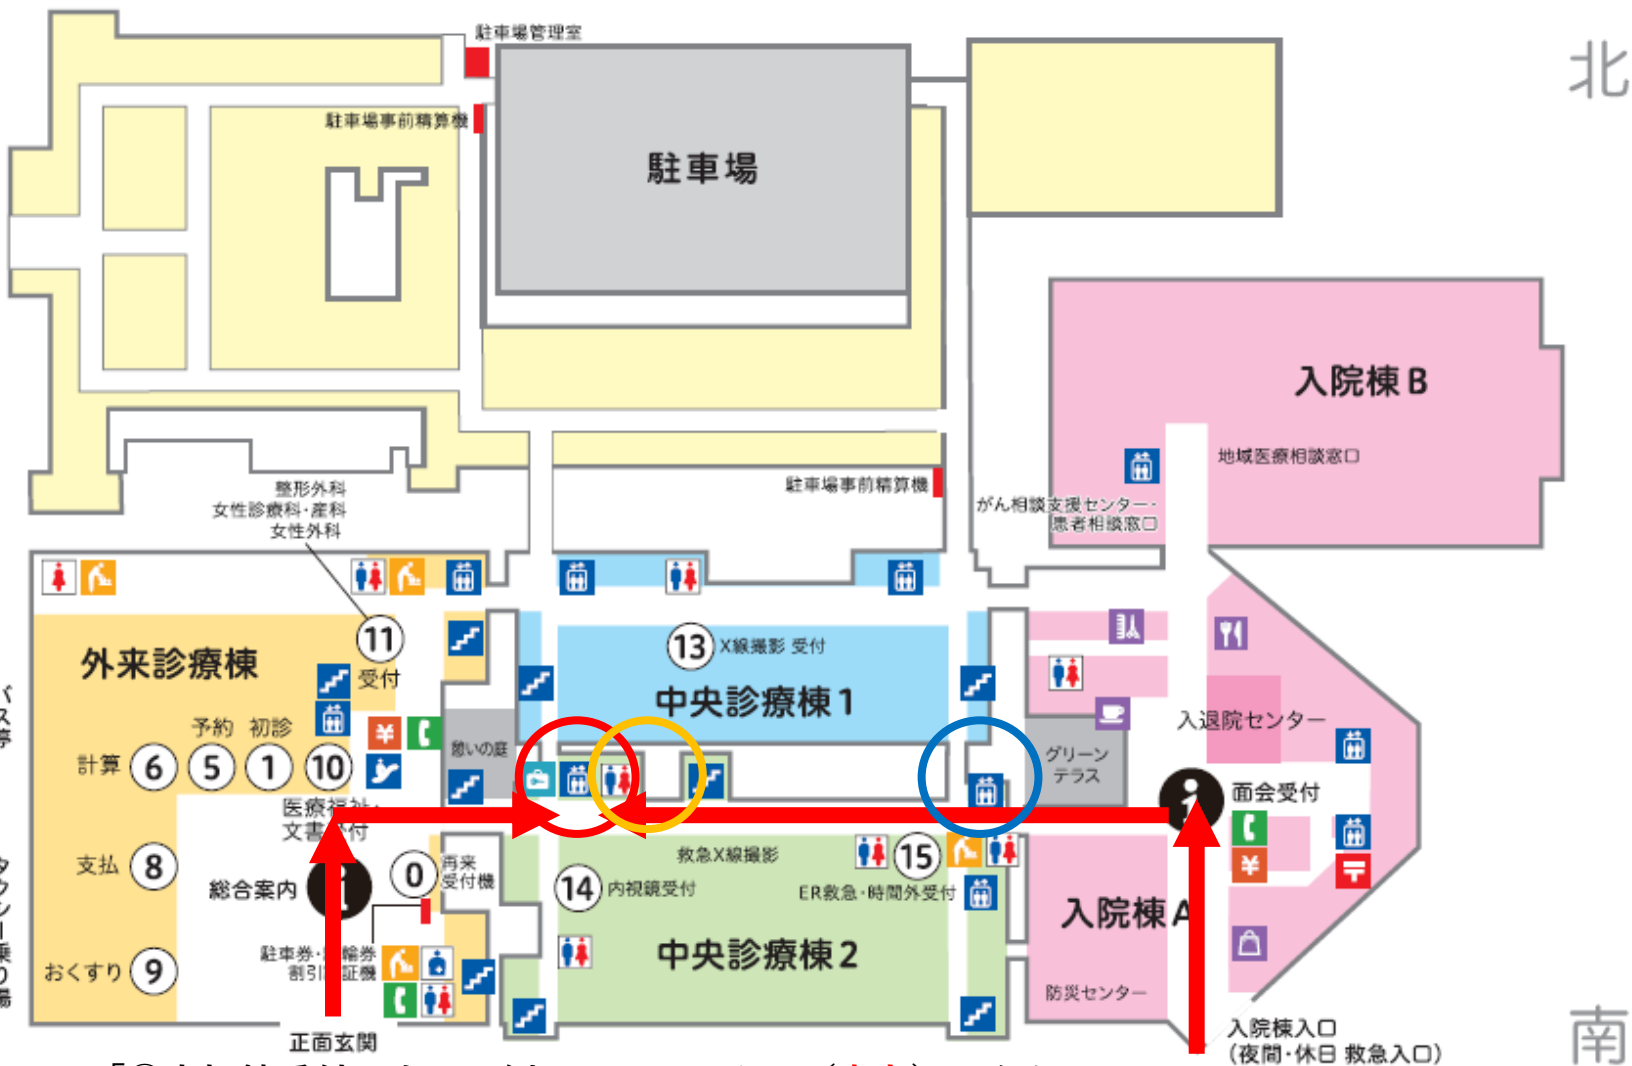 駐車場管理室
北
駐車場事前精算機
駐車場
入院棟B
地域医療相談窓口
駐車場事前精算機
がん相談支援センター・
患者相談窓口
整形外科
女性診療科・産科
女性外科
外来診療棟
11
受付
13 X線撮影 受付
中央診療棟1
予約 初診
計算 6 5 1 10
医療福祉・
文書受付
憩いの庭
グリーン
テラス
入退院センター
i 面会受付
バス停
支払 8
総合案内 i
0 再来
受付機
救急X線撮影
14 内視鏡受付
15
ER救急・時間外受付
入院棟A
中央診療棟2
おくすり 9
割引
防災センター
タクシー乗り場
正面玄関
入院棟入口
(夜間・休日 救急入口)
南